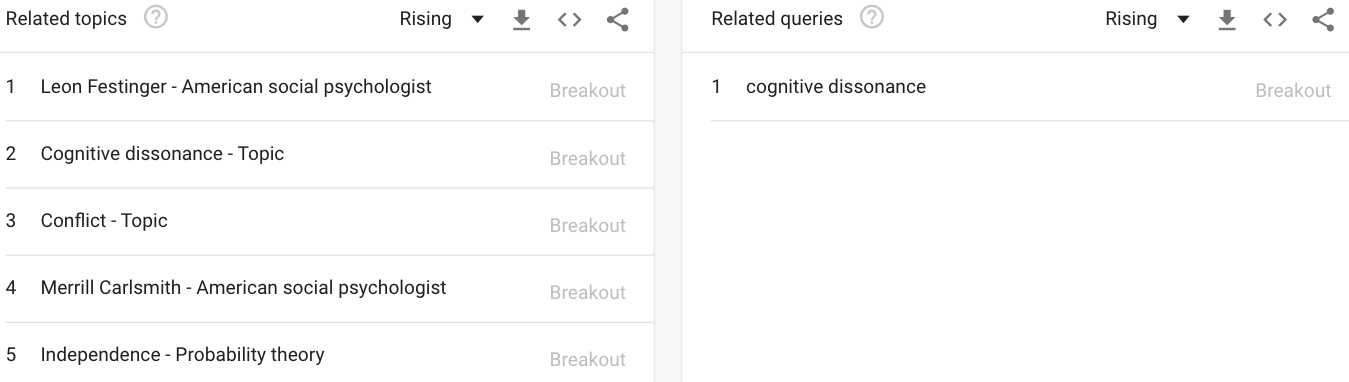 Related topics
Rising
1 Leon Festinger - American social psychologist Breakout
2 Cognitive dissonance - Topic Breakout
3 Conflict - Topic Breakout
4 Merrill Carlsmith - American social psychologist Breakout
5 Independence - Probability theory Breakout
Related queries
Rising
1 cognitive dissonance Breakout